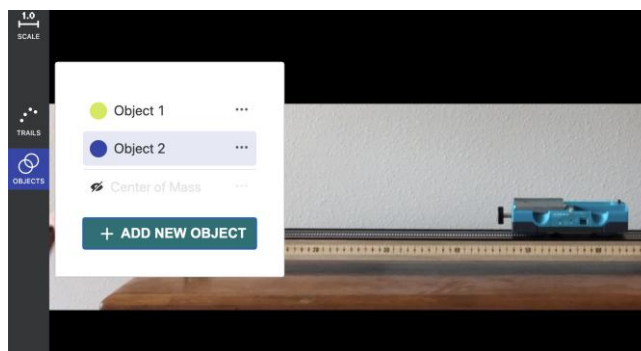 1.0
SCALE
Object 1 ...
TRAILS
Object 2 ...
OBJECTS
Center of Mass ...
+ ADD NEW OBJECT